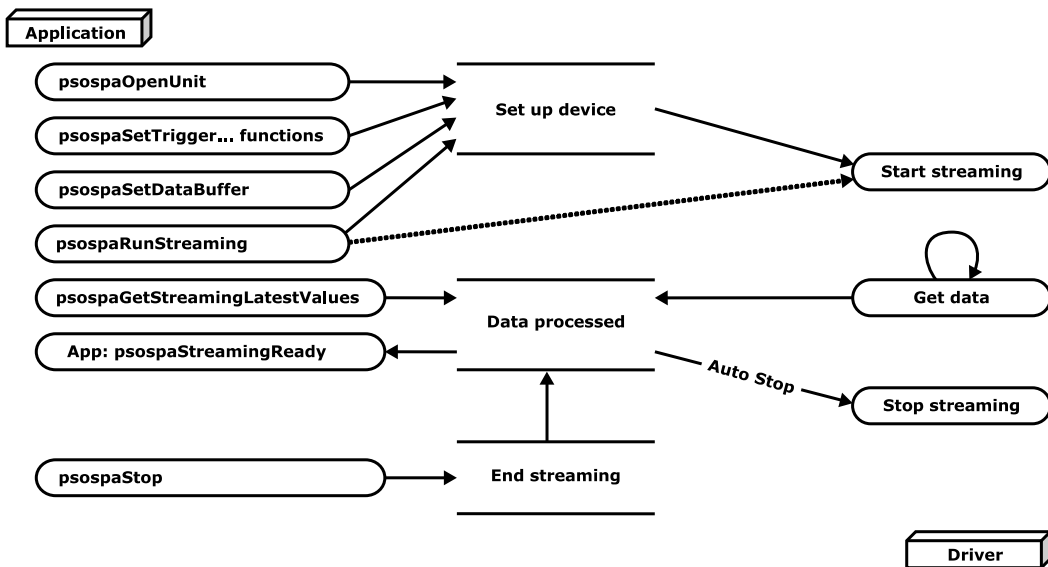 Application
psospaOpenUnit
Set up device
psospaSetTrigger... functions
Start streaming
psospaSetDataBuffer
psospaRunStreaming
psospaGetStreamingLatestValues
Get data
Data processed
App: psospaStreamingReady
Auto Stop
Stop streaming
psospaStop
End streaming
Driver